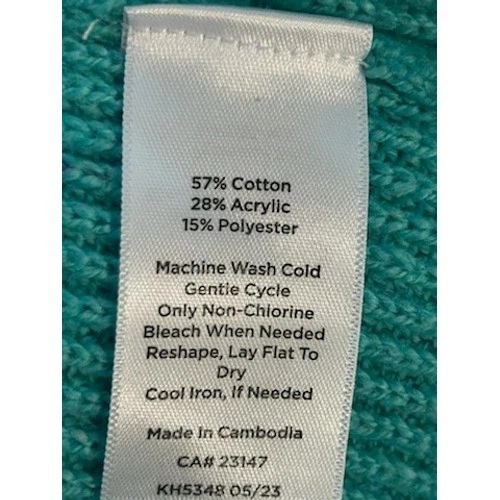 57% Cotton
28% Acrylic
15% Polyester
Machine Wash Cold
Gentle Cycle
Only Non-Chlorine
Bleach When Needed
Reshape, Lay Flat To
Dry
Cool Iron, If Needed
Made In Cambodia
CA# 23147
KH5348 05/23